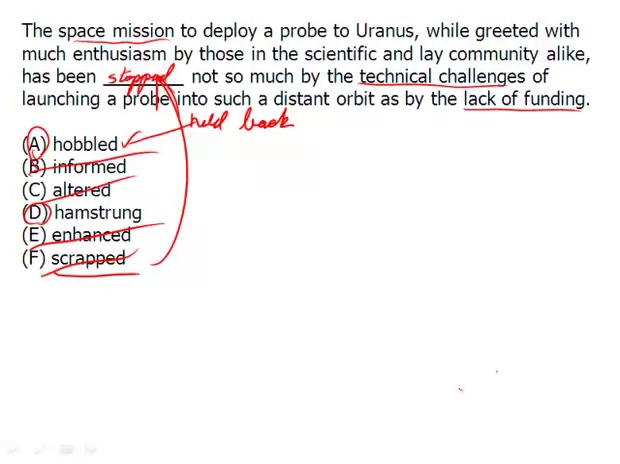 The space mission to deploy a probe to Uranus, while greeted with
much enthusiasm by those in the scientific and lay community alike,
has been stopped not so much by the technical challenges of
launching a probe into such a distant orbit as by the lack of funding.
held back
(A) hobbled
(B) informed
(C) altered
(D) hamstrung
(E) enhanced
(F) scrapped